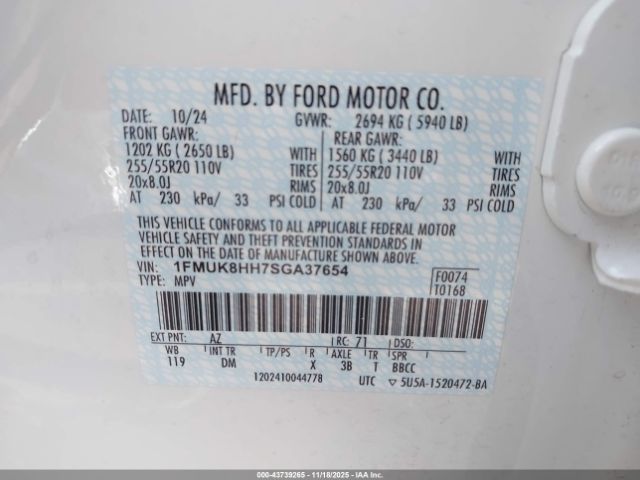 MFD. BY FORD MOTOR CO.
DATE: 10/24 GVWR: 2694 KG ( 5940 LB)
FRONT GAWR: REAR GAWR:
1202 KG ( 2650 LB) WITH 1560 KG ( 3440 LB) WITH
255/55R20 110V TIRES 255/55R20 110V TIRES
20x8.0J RIMS 20x8.0J RIMS
AT 230 kPa/ 33 PSI COLD AT 230 kPa/ 33 PSI COLD
THIS VEHICLE CONFORMS TO ALL APPLICABLE FEDERAL MOTOR
VEHICLE SAFETY AND THEFT PREVENTION STANDARDS IN
EFFECT ON THE DATE OF MANUFACTURE SHOWN ABOVE.
VIN: 1FMUK8HH7SGA37654 F0074
TYPE: MPV T0168
EXT PNT: AZ RC: 71 DSO:
WB INT TR TP/PS R AXLE TR SPR
119 DM X 3B T BBCC
1202410044778 UTC ▽ 5U5A-1520472-BA
000-43739265 - 11/18/2025 - IAAI.COM